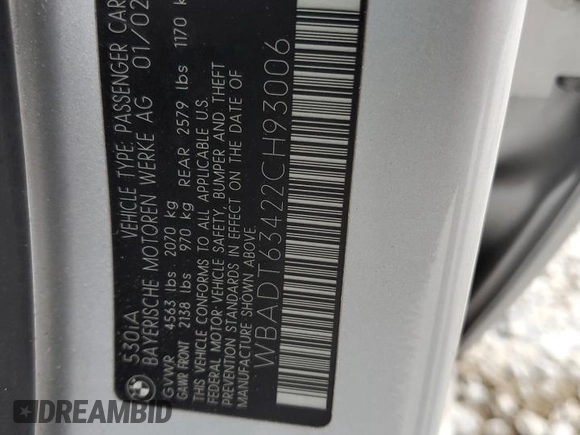 530iA VEHICLE TYPE: PASSENGER CAR
BAYERISCHE MOTOREN WERKE AG 01/02
GVWR 4563 lbs 2070 kg
GAWR FRONT 2138 lbs 970 kg REAR 2579 lbs 1170 k
THIS VEHICLE CONFORMS TO ALL APPLICABLE U.S.
FEDERAL MOTOR-VEHICLE SAFETY, BUMPER AND THEFT
PREVENTION STANDARDS IN EFFECT ON THE DATE OF
MANUFACTURE SHOWN ABOVE.
WBADT63422CH93006
DREAMBID